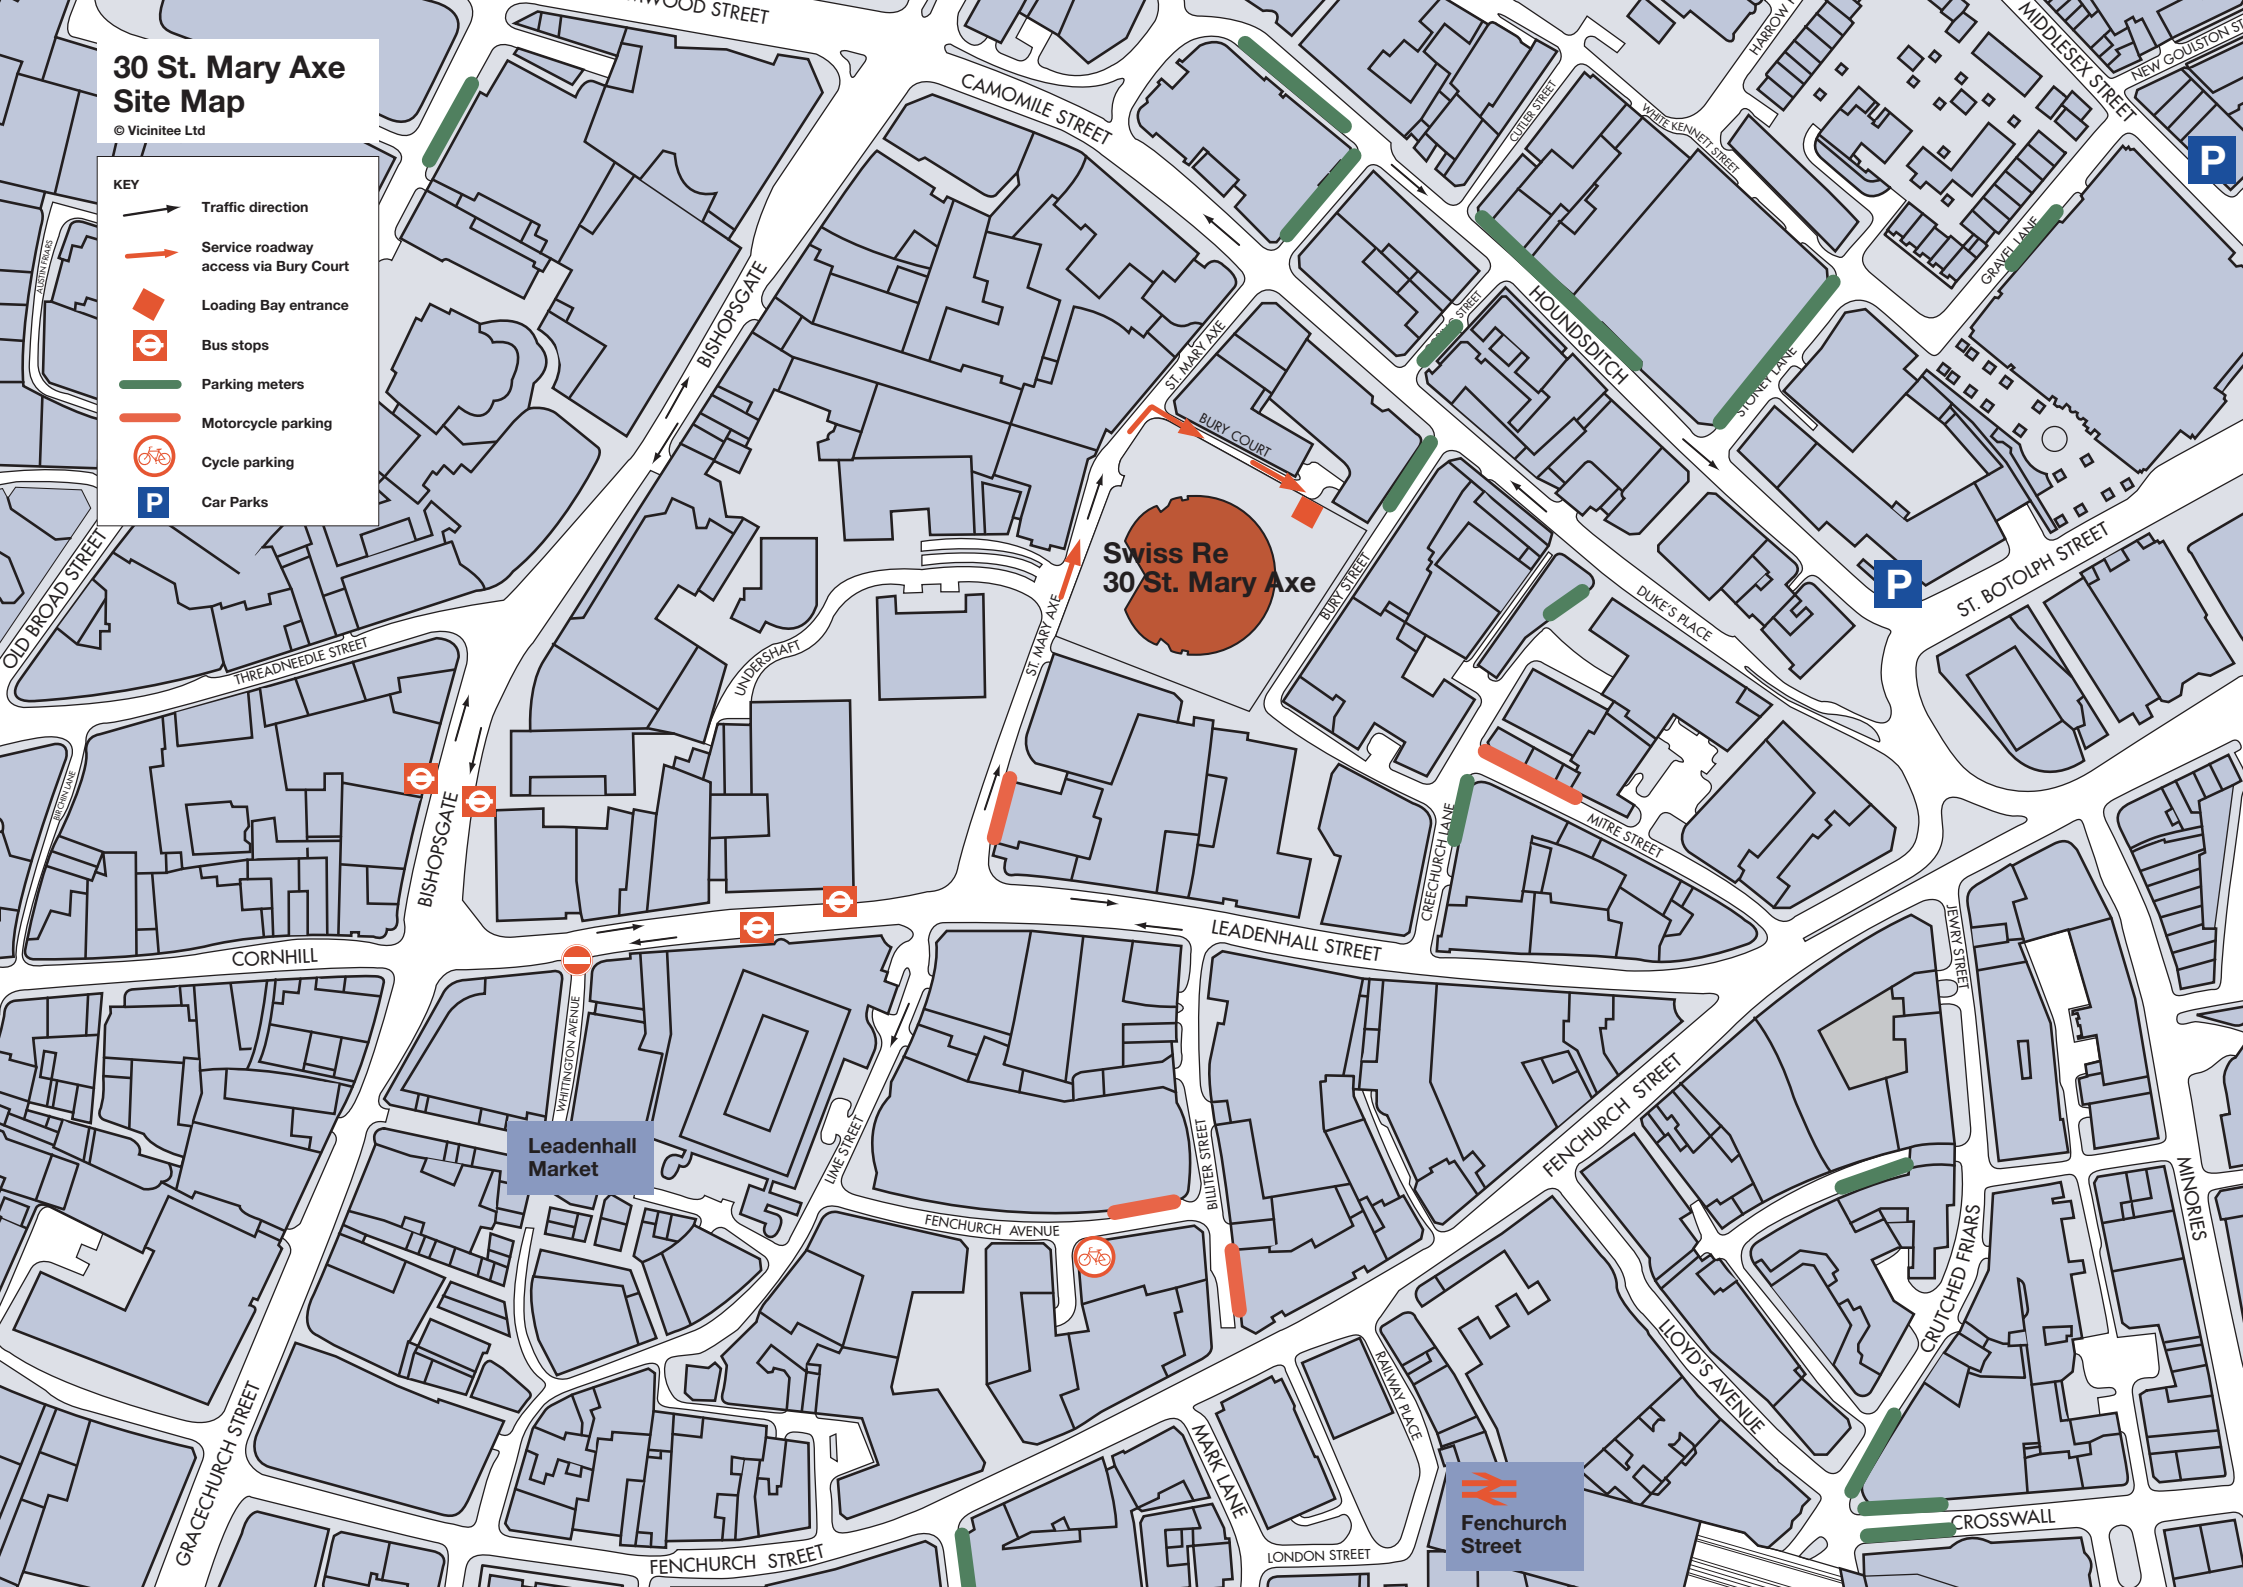 30 St. Mary Axe
Site Map
© Vicinitee Ltd
KEY
Traffic direction
Service roadway
access via Bury Court
Loading Bay entrance
Bus stops
Parking meters
Motorcycle parking
Cycle parking
P
Car Parks
WOOD STREET
CAMOMILE STREET
CUTLER STREET
WHITE KENNETT STREET
HARROW
MIDDLESEX STREET
NEW GOULSTON ST
P
GRAVEL LANE
AUSTIN FRIARS
BISHOPSGATE
ST. MARY AXE
BURY COURT
STREET
HOUNDSDITCH
STONEY LANE
OLD BROAD STREET
THREADNEEDLE STREET
UNDERSHAFT
ST. MARY AXE
Swiss Re
30 St. Mary Axe
BURY STREET
DUKE'S PLACE
P
ST. BOTOLPH STREET
BIRCHIN LANE
BISHOPSGATE
CORNHILL
CREECHURCH LANE
MITRE STREET
LEADENHALL STREET
JEWRY STREET
WHITTINGTON AVENUE
Leadenhall
Market
LIME STREET
BILLITER STREET
FENCHURCH AVENUE
FENCHURCH STREET
MINORIES
CRUTCHED FRIARS
LLOYD'S AVENUE
RAILWAY PLACE
MARK LANE
GRACECHURCH STREET
FENCHURCH STREET
LONDON STREET
Fenchurch
Street
CROSSWALL